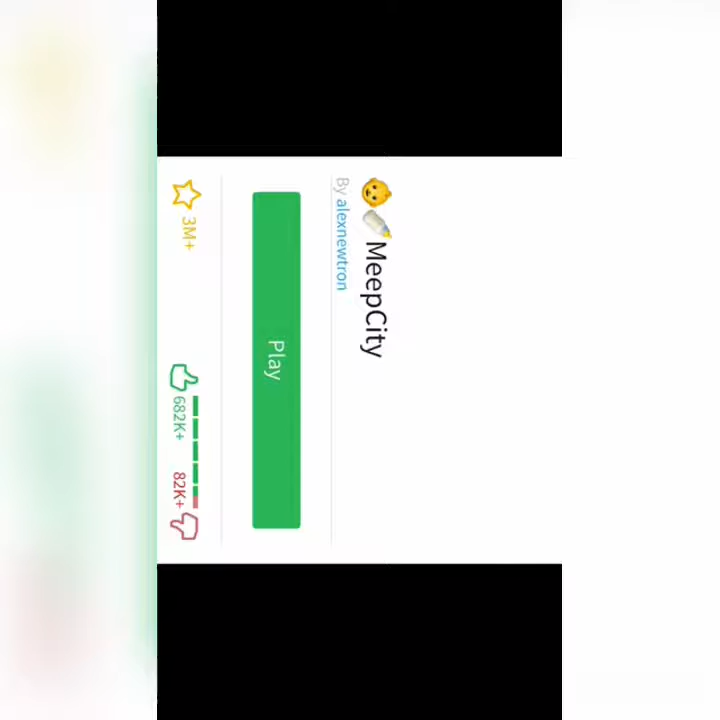 👶🍼MeepCity
By alexnewtron
Play
3M+
682K+
82K+